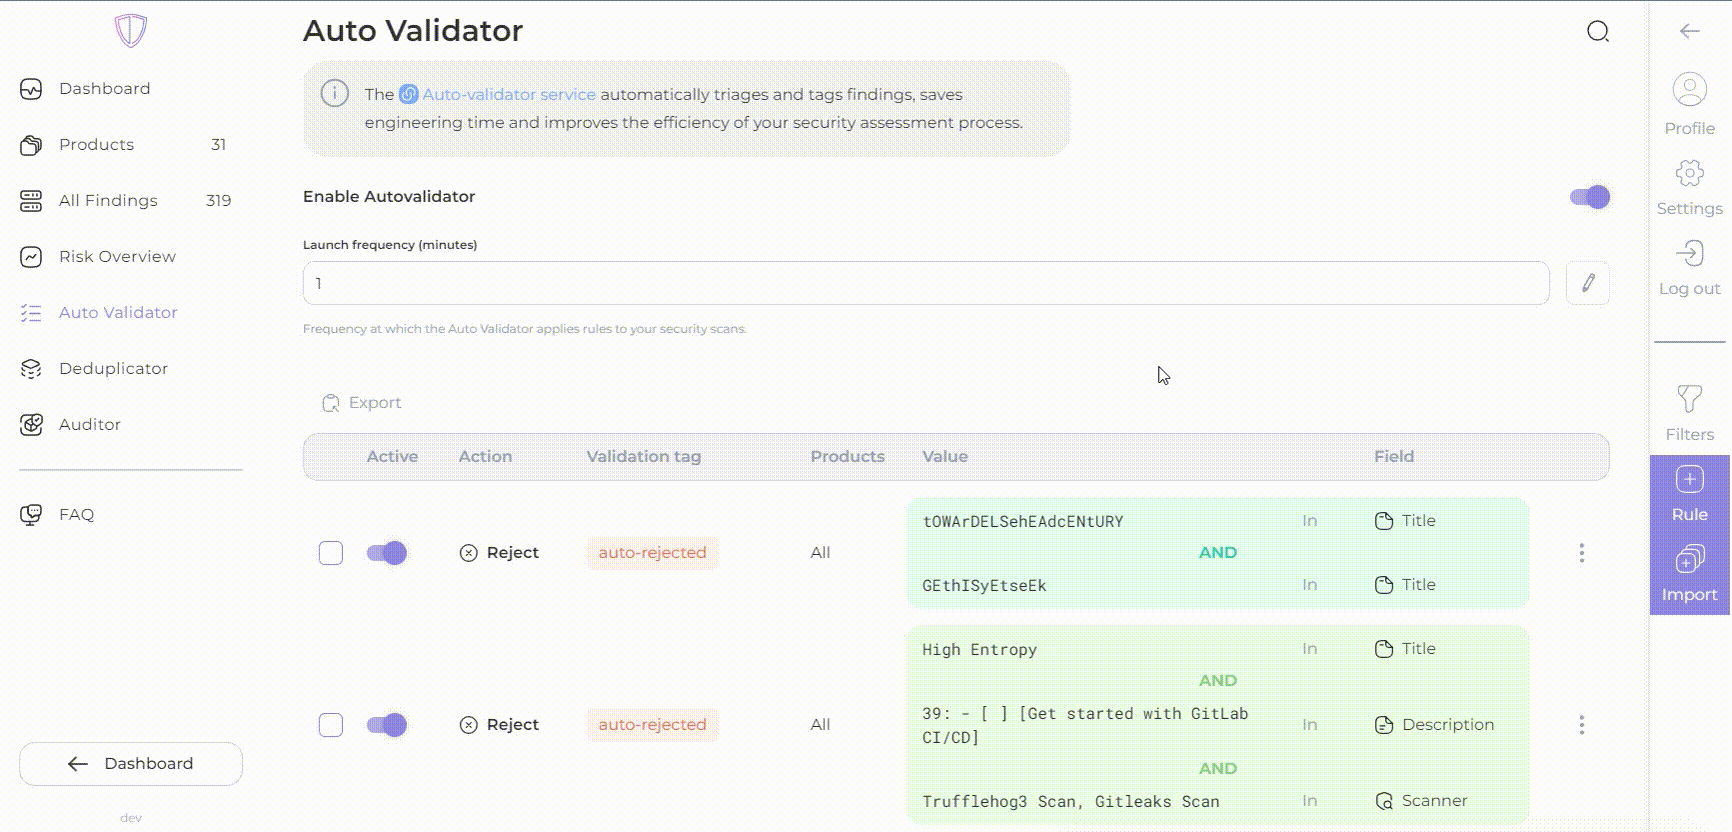 Auto Validator
Dashboard
Products 31
All Findings 319
Risk Overview
Auto Validator
Deduplicator
Auditor
FAQ
Dashboard
dev
The Auto-validator service automatically triages and tags findings, saves
engineering time and improves the efficiency of your security assessment process.
Enable Autovalidator
Launch frequency (minutes)
1
Frequency at which the Auto Validator applies rules to your security scans.
Export
Active Action Validation tag Products Value Field
Reject auto-rejected All
tOWArDELSehEAdcENtURY In Title
AND
GEthISyEtseEk In Title
Reject auto-rejected All
High Entropy In Title
AND
39: - [ ] [Get started with GitLab
CI/CD] In Description
AND
Trufflehog3 Scan, Gitleaks Scan In Scanner
Profile
Settings
Log out
Filters
Rule
Import